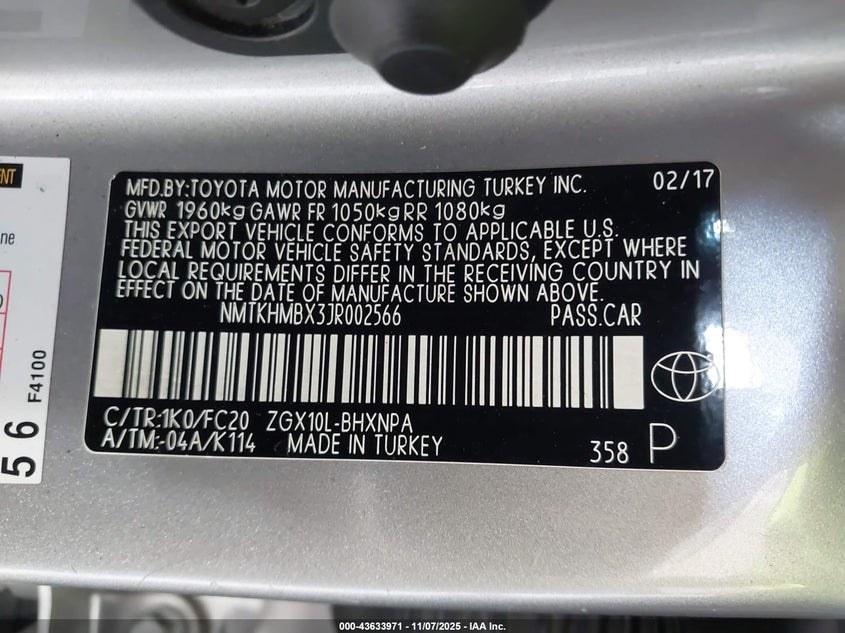 ENT
ne
56
F4100
MFD.BY:TOYOTA MOTOR MANUFACTURING TURKEY INC. 02/17
GVWR 1960kg GAWR FR 1050kg RR 1080kg
THIS EXPORT VEHICLE CONFORMS TO APPLICABLE U.S.
FEDERAL MOTOR VEHICLE SAFETY STANDARDS, EXCEPT WHERE
LOCAL REQUIREMENTS DIFFER IN THE RECEIVING COUNTRY IN
EFFECT ON THE DATE OF MANUFACTURE SHOWN ABOVE.
NMTKHMBX3JR002566 PASS.CAR
C/TR:1K0/FC20 ZGX10L-BHXNPA
A/TM:-04A/K114 MADE IN TURKEY 358 P
000-43633971 - 11/07/2025 - IAA Inc.